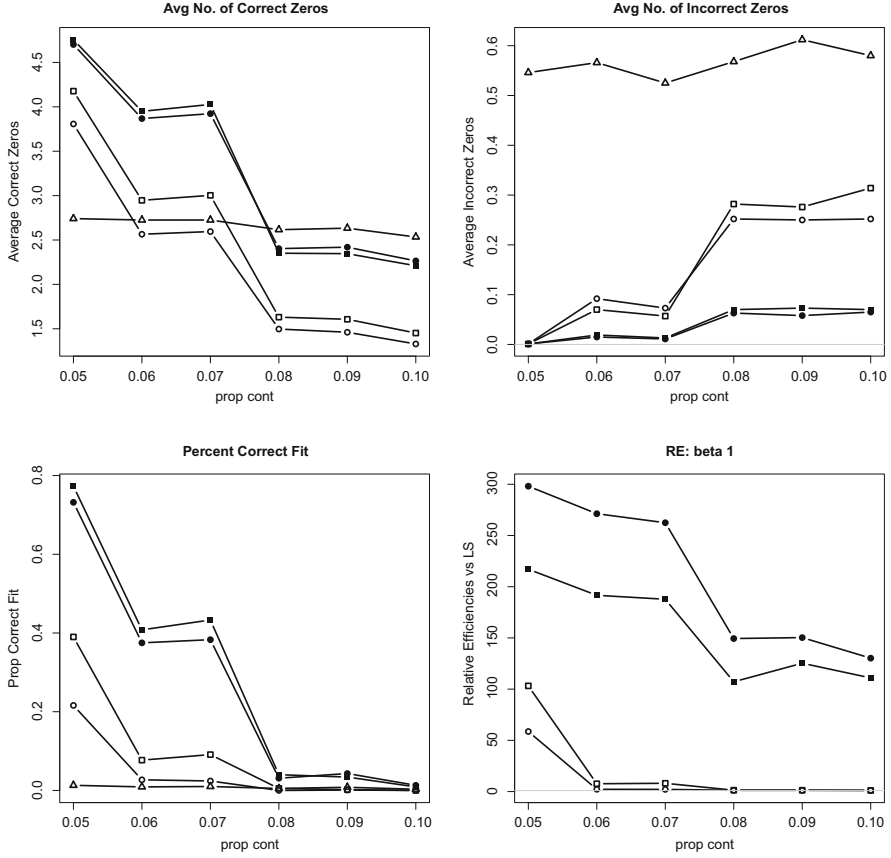 Avg No. of Correct Zeros
Average Correct Zeros
4.5
4.0
3.5
3.0
2.5
2.0
1.5
0.05 0.06 0.07 0.08 0.09 0.10
prop cont
Avg No. of Incorrect Zeros
Average Incorrect Zeros
0.6
0.5
0.4
0.3
0.2
0.1
0.0
0.05 0.06 0.07 0.08 0.09 0.10
prop cont
Percent Correct Fit
Prop Correct Fit
0.8
0.6
0.4
0.2
0.0
0.05 0.06 0.07 0.08 0.09 0.10
prop cont
RE: beta 1
Relative Efficiencies vs LS
300
250
200
150
100
50
0
0.05 0.06 0.07 0.08 0.09 0.10
prop cont